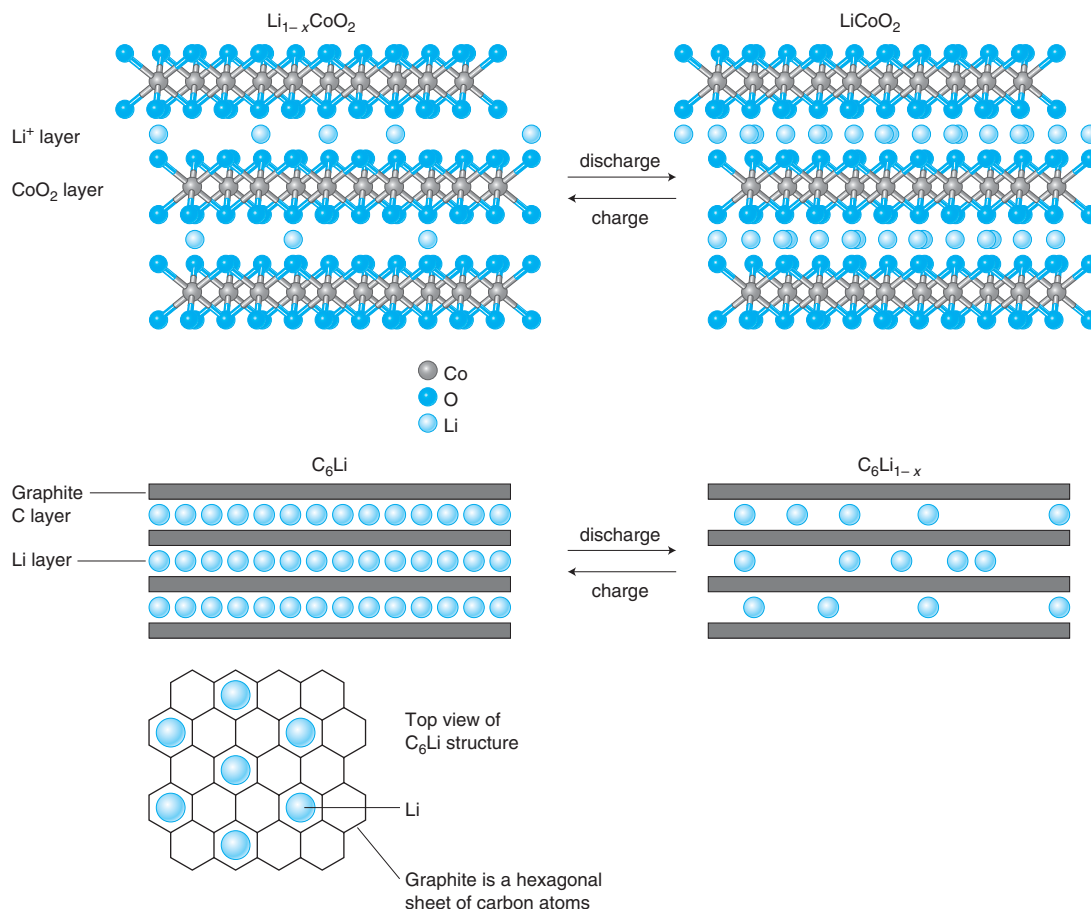 Li₁₋ₓCoO₂
LiCoO₂
Li⁺ layer
CoO₂ layer
discharge
charge
Co
O
Li
C₆Li
C₆Li₁₋ₓ
Graphite
C layer
Li layer
discharge
charge
Top view of
C₆Li structure
Li
Graphite is a hexagonal
sheet of carbon atoms